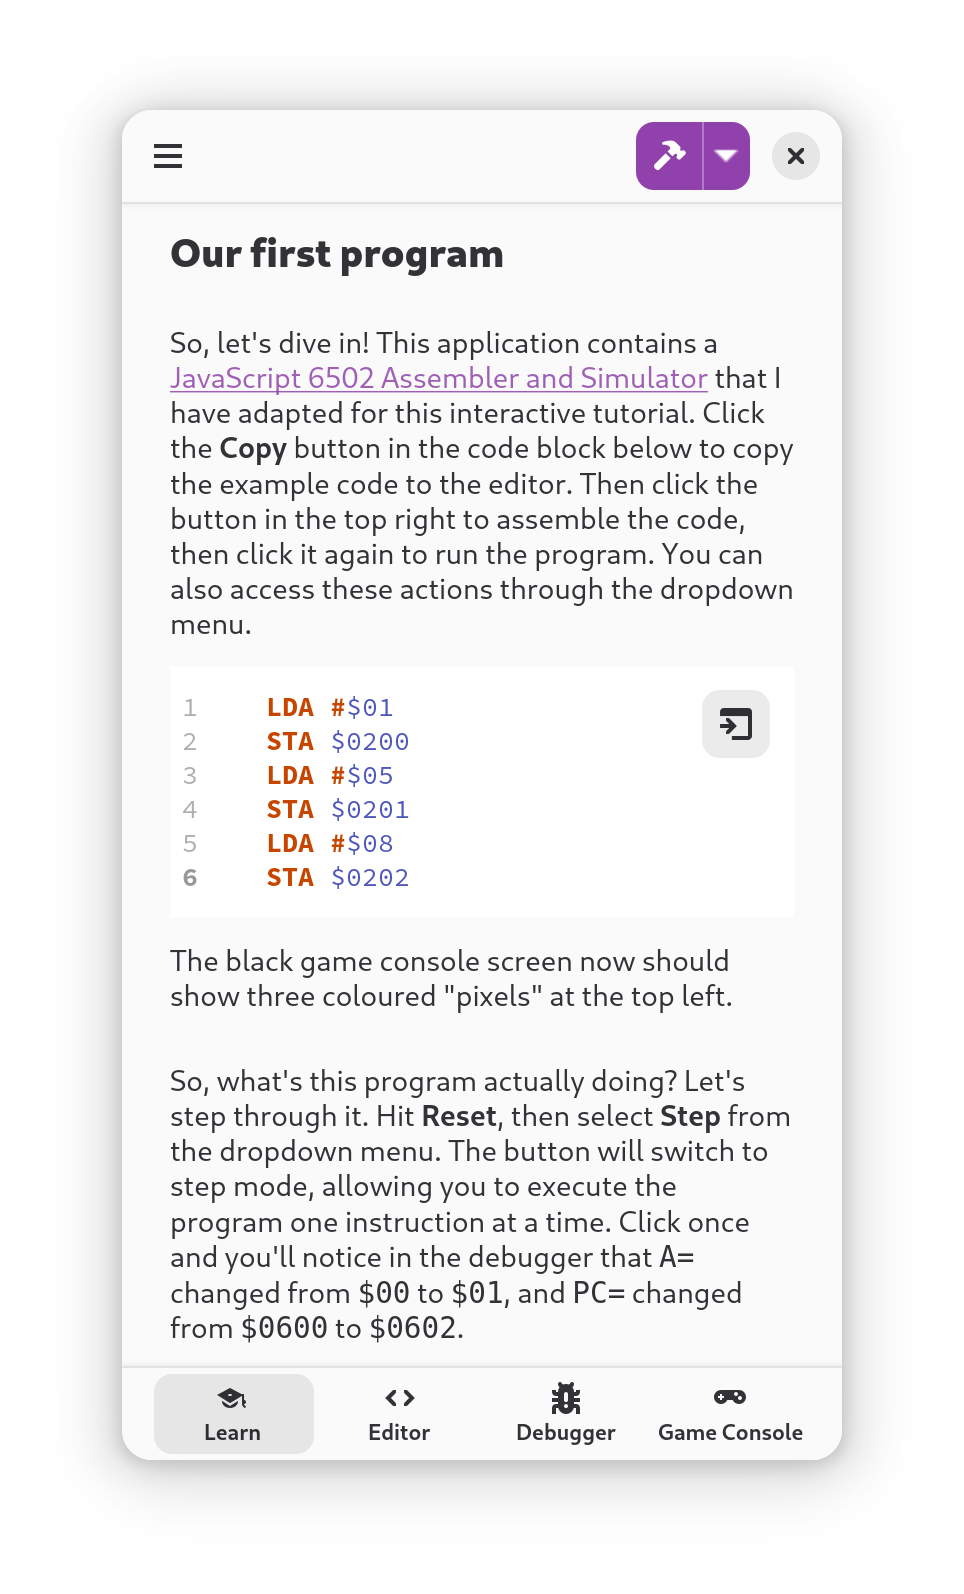 Our first program
So, let's dive in! This application contains a
JavaScript 6502 Assembler and Simulator that I
have adapted for this interactive tutorial. Click
the Copy button in the code block below to copy
the example code to the editor. Then click the
button in the top right to assemble the code,
then click it again to run the program. You can
also access these actions through the dropdown
menu.
1 LDA #$01
2 STA $0200
3 LDA #$05
4 STA $0201
5 LDA #$08
6 STA $0202
The black game console screen now should
show three coloured "pixels" at the top left.
So, what's this program actually doing? Let's
step through it. Hit Reset, then select Step from
the dropdown menu. The button will switch to
step mode, allowing you to execute the
program one instruction at a time. Click once
and you'll notice in the debugger that A=
changed from $00 to $01, and PC= changed
from $0600 to $0602.
Learn Editor Debugger Game Console